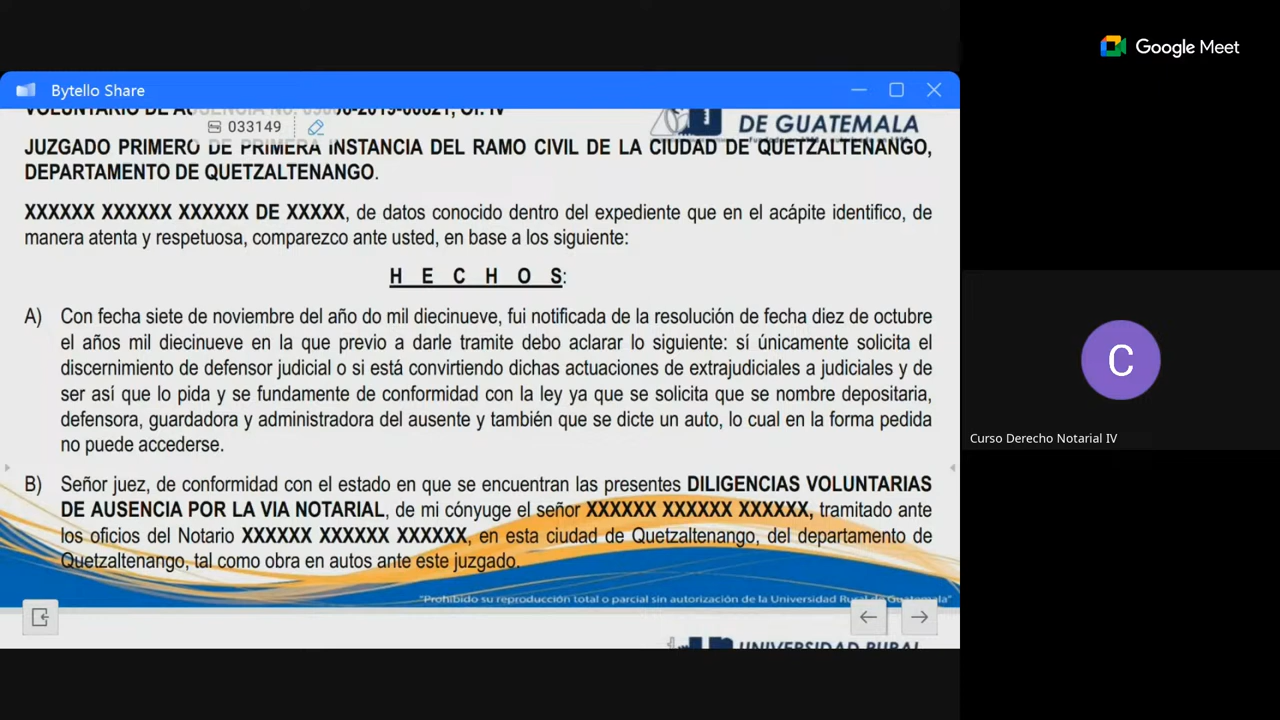 Google Meet
Bytello Share
VOLUNTARIO DE
033149
DE GUATEMALA
JUZGADO PRIMERO DE PRIMERA INSTANCIA DEL RAMO CIVIL DE LA CIUDAD DE QUETZALTENANGO,
DEPARTAMENTO DE QUETZALTENANGO.
XXXXXX XXXXXX XXXXXX DE XXXXX, de datos conocido dentro del expediente que en el acápite identifico, de
manera atenta y respetuosa, comparezco ante usted, en base a los siguiente:
H E C H O S:
A) Con fecha siete de noviembre del año do mil diecinueve, fui notificada de la resolución de fecha diez de octubre
el años mil diecinueve en la que previo a darle tramite debo aclarar lo siguiente: sí únicamente solicita el
discernimiento de defensor judicial o si está convirtiendo dichas actuaciones de extrajudiciales a judiciales y de
ser así que lo pida y se fundamente de conformidad con la ley ya que se solicita que se nombre depositaria,
defensora, guardadora y administradora del ausente y también que se dicte un auto, lo cual en la forma pedida
no puede accederse.
B) Señor juez, de conformidad con el estado en que se encuentran las presentes DILIGENCIAS VOLUNTARIAS
DE AUSENCIA POR LA VIA NOTARIAL, de mi cónyuge el señor XXXXXX XXXXXX XXXXXX, tramitado ante
los oficios del Notario XXXXXX XXXXXX XXXXXX, en esta ciudad de Quetzaltenango, del departamento de
Quetzaltenango, tal como obra en autos ante este juzgado.
"Prohibido su reproducción total o parcial sin autorización de la Universidad Rural de Guatemala"
UNIVERSIDAD RURAL
C
Curso Derecho Notarial IV